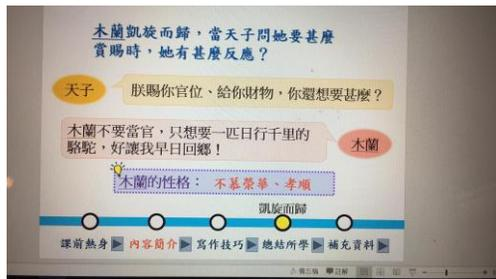 木蘭凱旋而歸，當天子問她要甚麼
賞賜時，她有甚麼反應？
天子
朕賜你官位、給你財物，你還想要甚麼？
木蘭不要當官，只想要一匹日行千里的
駱駝，好讓我早日回鄉！
木蘭
木蘭的性格： 不慕榮華、孝順
凱旋而歸
課前熱身 內容簡介 寫作技巧 總結所學 補充資料
備忘稿 註解